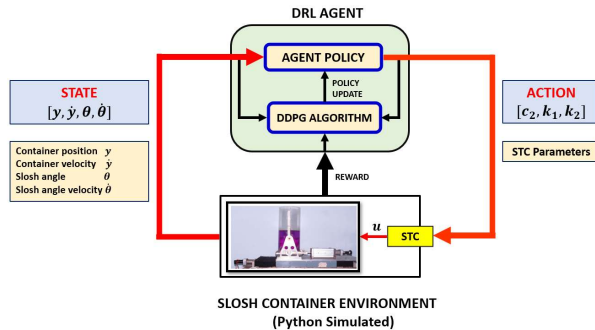 DRL AGENT
AGENT POLICY
POLICY
UPDATE
DDPG ALGORITHM
STATE
[y, ẏ, θ, θ̇]
Container position y
Container velocity ẏ
Slosh angle θ
Slosh angle velocity θ̇
ACTION
[c₂, k₁, k₂]
STC Parameters
REWARD
u
STC
SLOSH CONTAINER ENVIRONMENT
(Python Simulated)